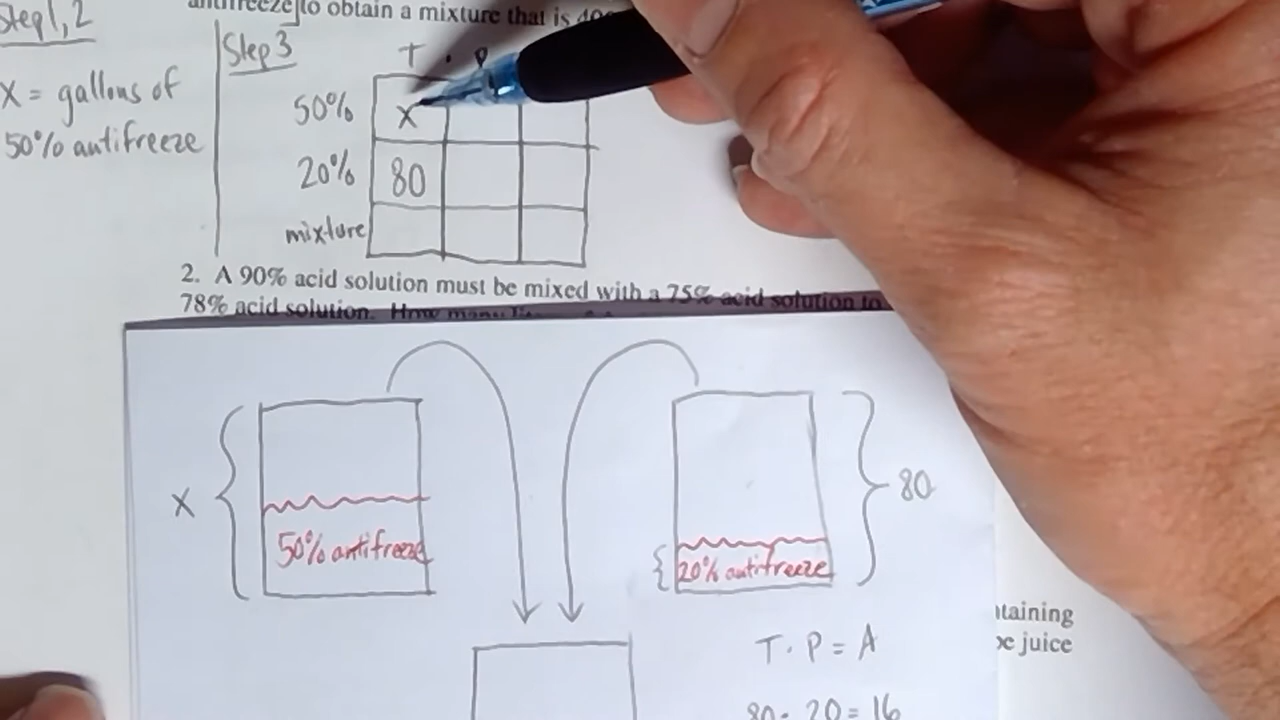 Step 1, 2
antifreeze] to obtain a mixture that is
Step 3
T . P
x = gallons of
50% antifreeze
50% x
20% 80
mixture
2. A 90% acid solution must be mixed with a 75% acid solution to
78% acid solution. How many
x
50% antifreeze
20% antifreeze
80
T . P = A
80 . 20 = 16
juice